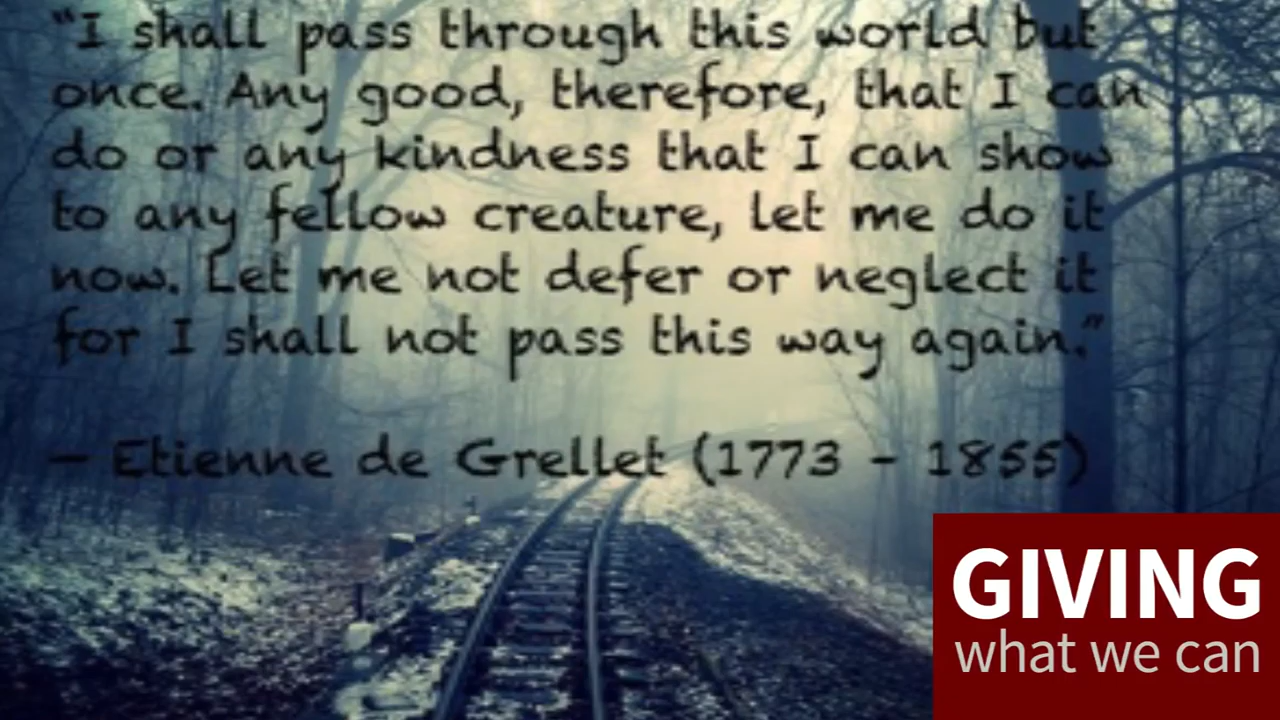 “I shall pass through this world but
once. Any good, therefore, that I can
do or any kindness that I can show
to any fellow creature, let me do it
now. Let me not defer or neglect it
for I shall not pass this way again.”
– Etienne de Grellet (1773 – 1855)
GIVING
what we can